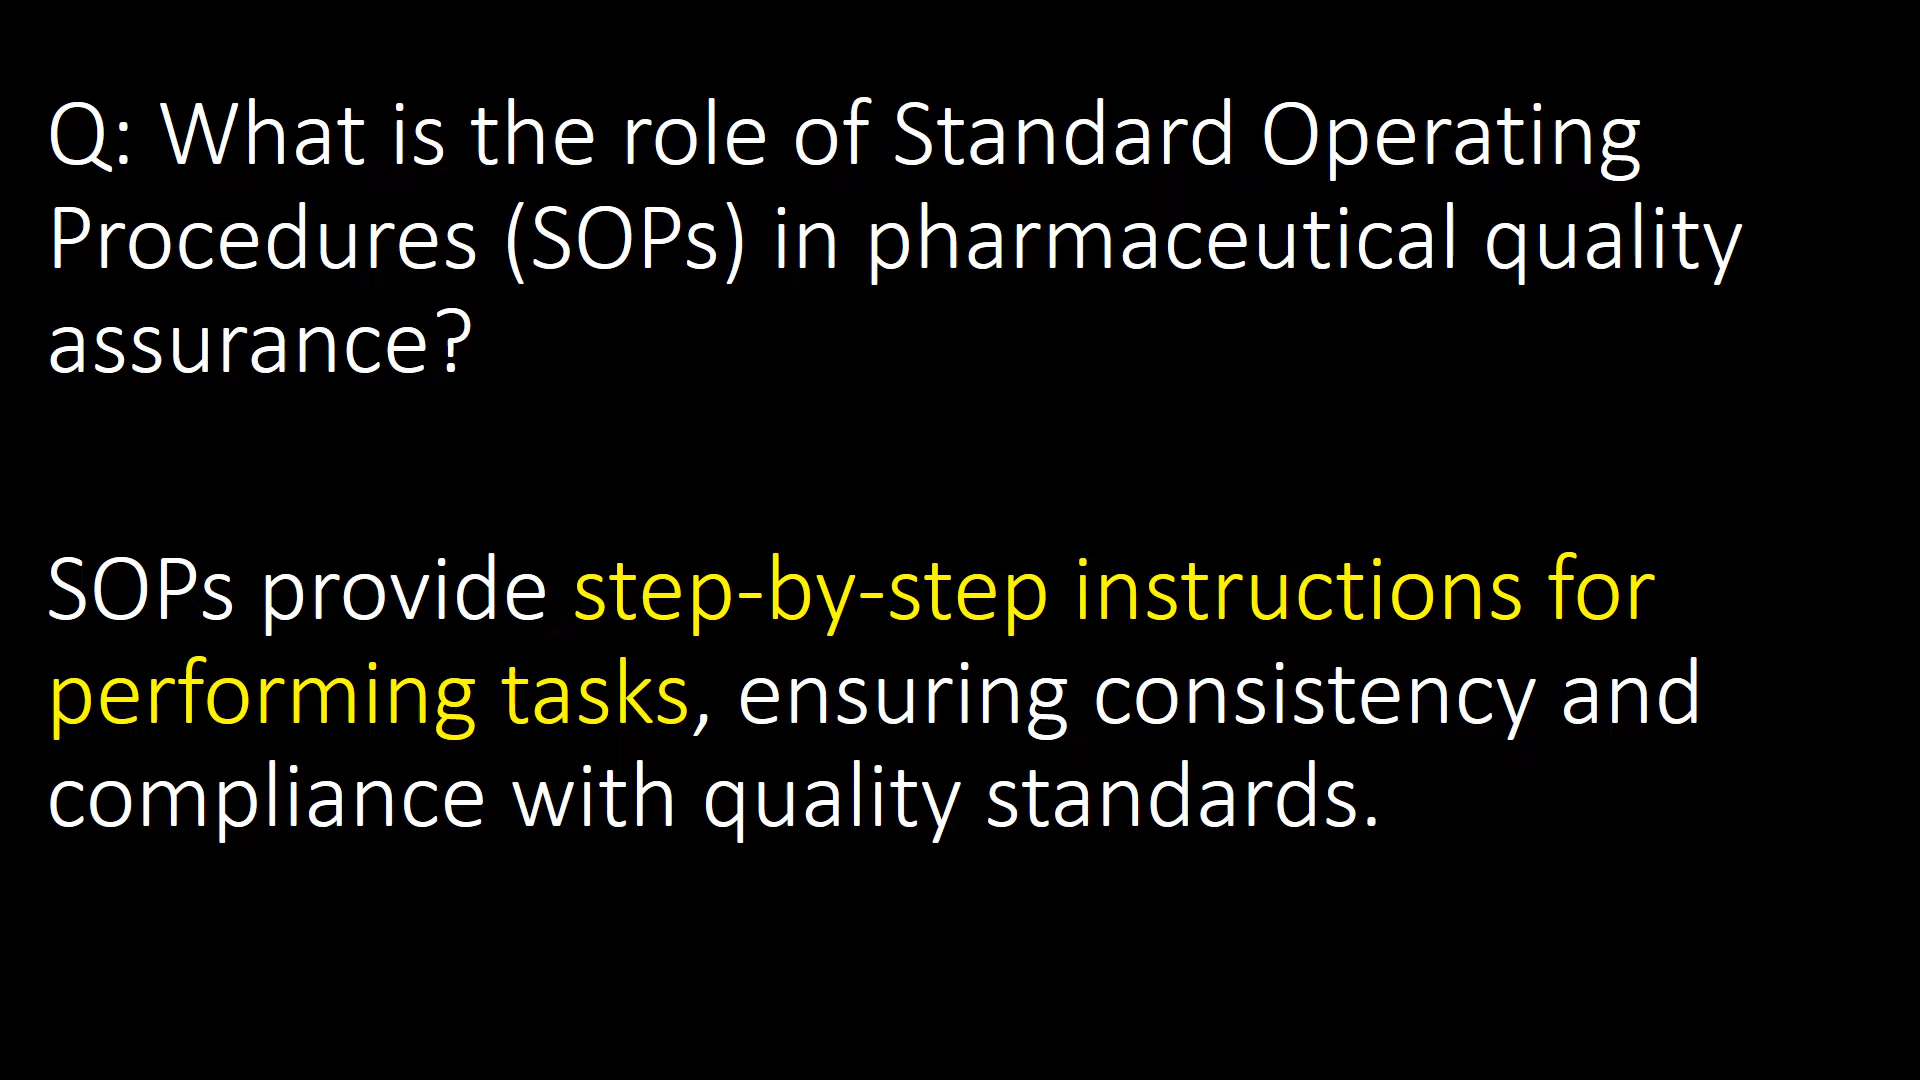 Q: What is the role of Standard Operating
Procedures (SOPs) in pharmaceutical quality
assurance?
SOPs provide step-by-step instructions for
performing tasks, ensuring consistency and
compliance with quality standards.